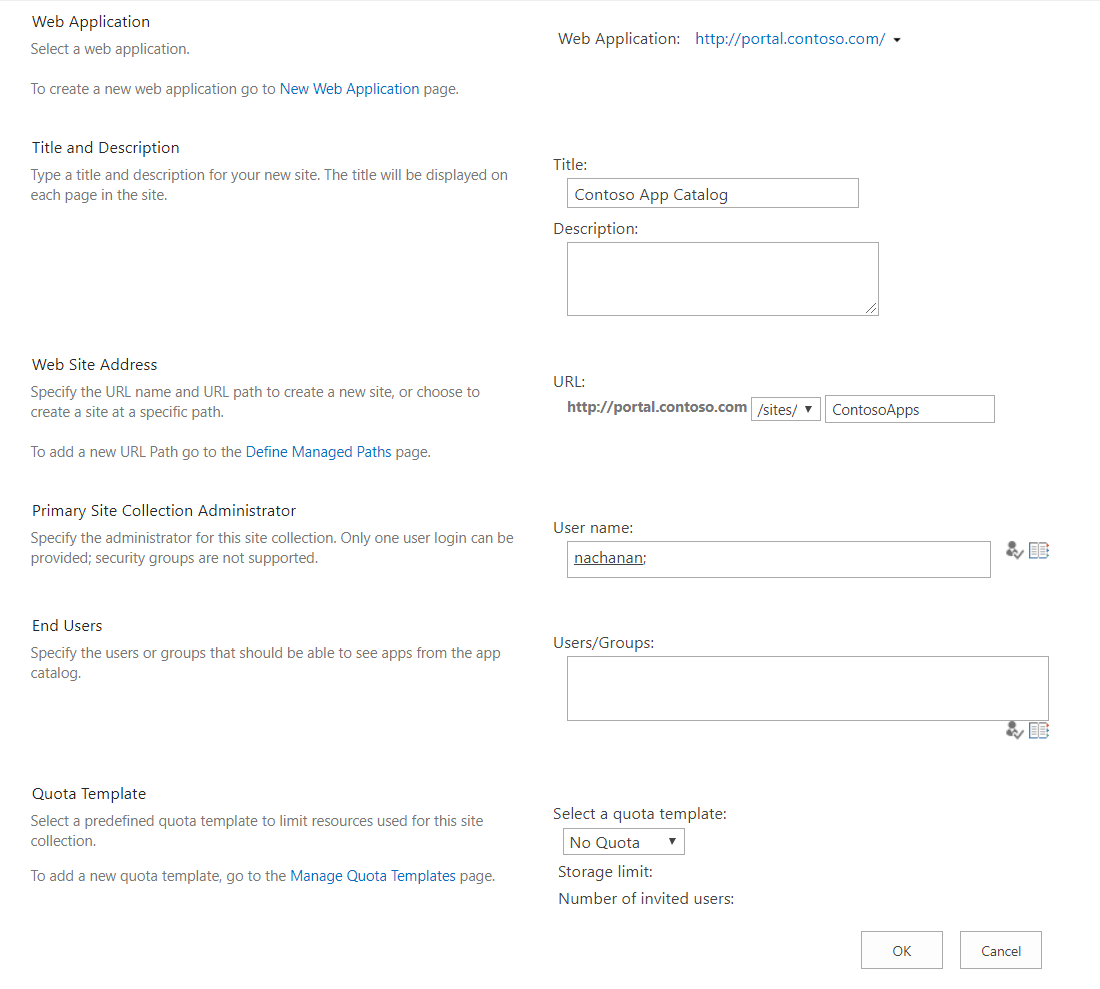 Web Application
Select a web application.
To create a new web application go to New Web Application page.
Web Application: http://portal.contoso.com/
Title and Description
Type a title and description for your new site. The title will be displayed on
each page in the site.
Title:
Contoso App Catalog
Description:
Web Site Address
Specify the URL name and URL path to create a new site, or choose to
create a site at a specific path.
To add a new URL Path go to the Define Managed Paths page.
URL:
http://portal.contoso.com /sites/ ContosoApps
Primary Site Collection Administrator
Specify the administrator for this site collection. Only one user login can be
provided; security groups are not supported.
User name:
nachanan;
End Users
Specify the users or groups that should be able to see apps from the app
catalog.
Users/Groups:
Quota Template
Select a predefined quota template to limit resources used for this site
collection.
To add a new quota template, go to the Manage Quota Templates page.
Select a quota template:
No Quota
Storage limit:
Number of invited users:
OK Cancel